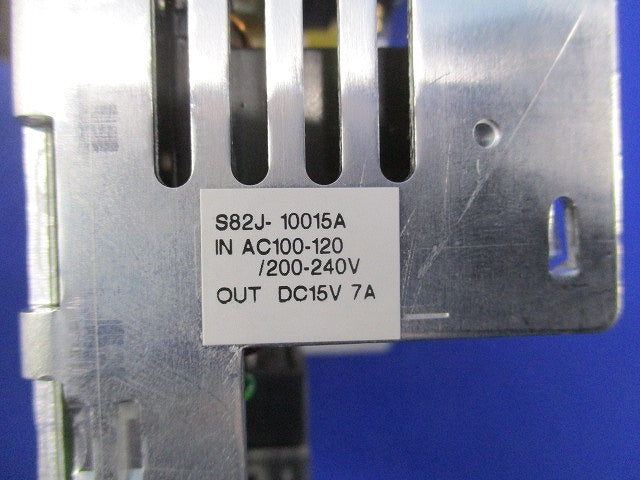 S82J- 10015A
IN AC100-120
/200-240V
OUT DC15V 7A